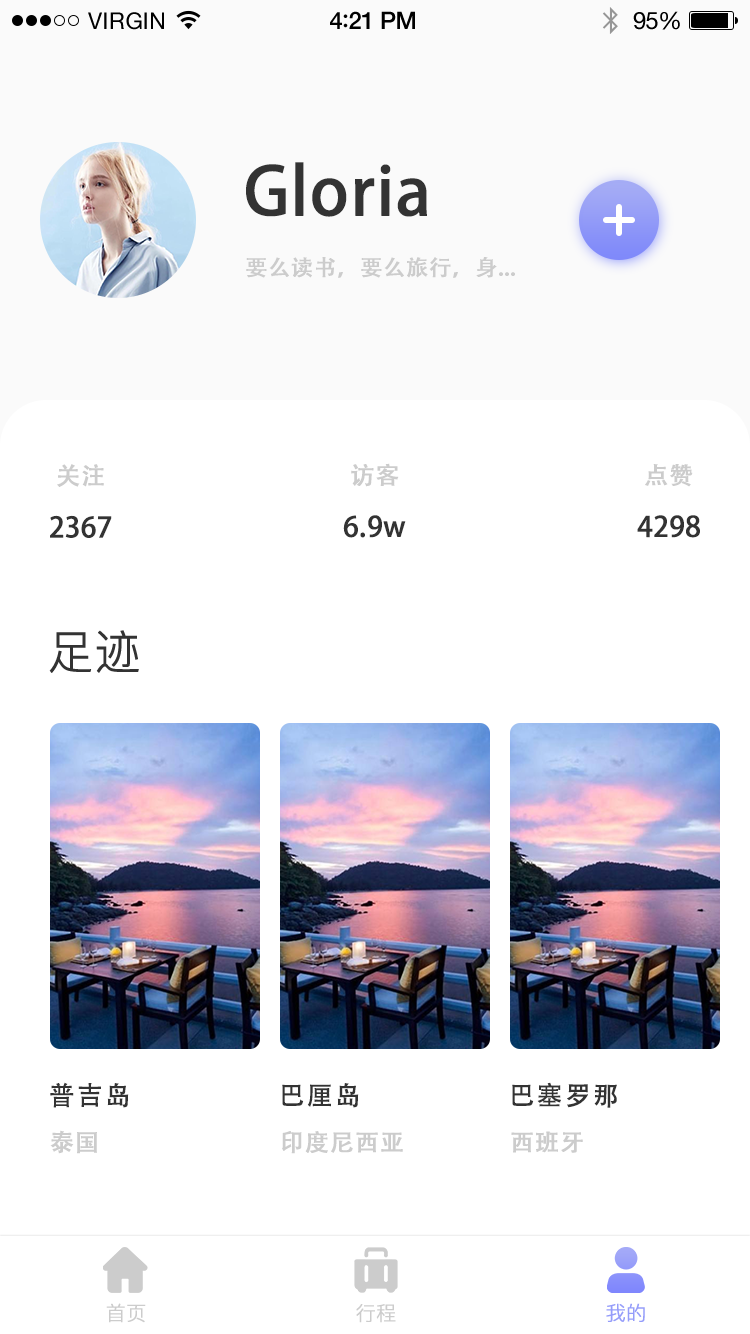 VIRGIN 4:21 PM 95%
Gloria
要么读书，要么旅行，身...
关注 访客 点赞
2367 6.9w 4298
足迹
普吉岛 巴厘岛 巴塞罗那
泰国 印度尼西亚 西班牙
首页 行程 我的